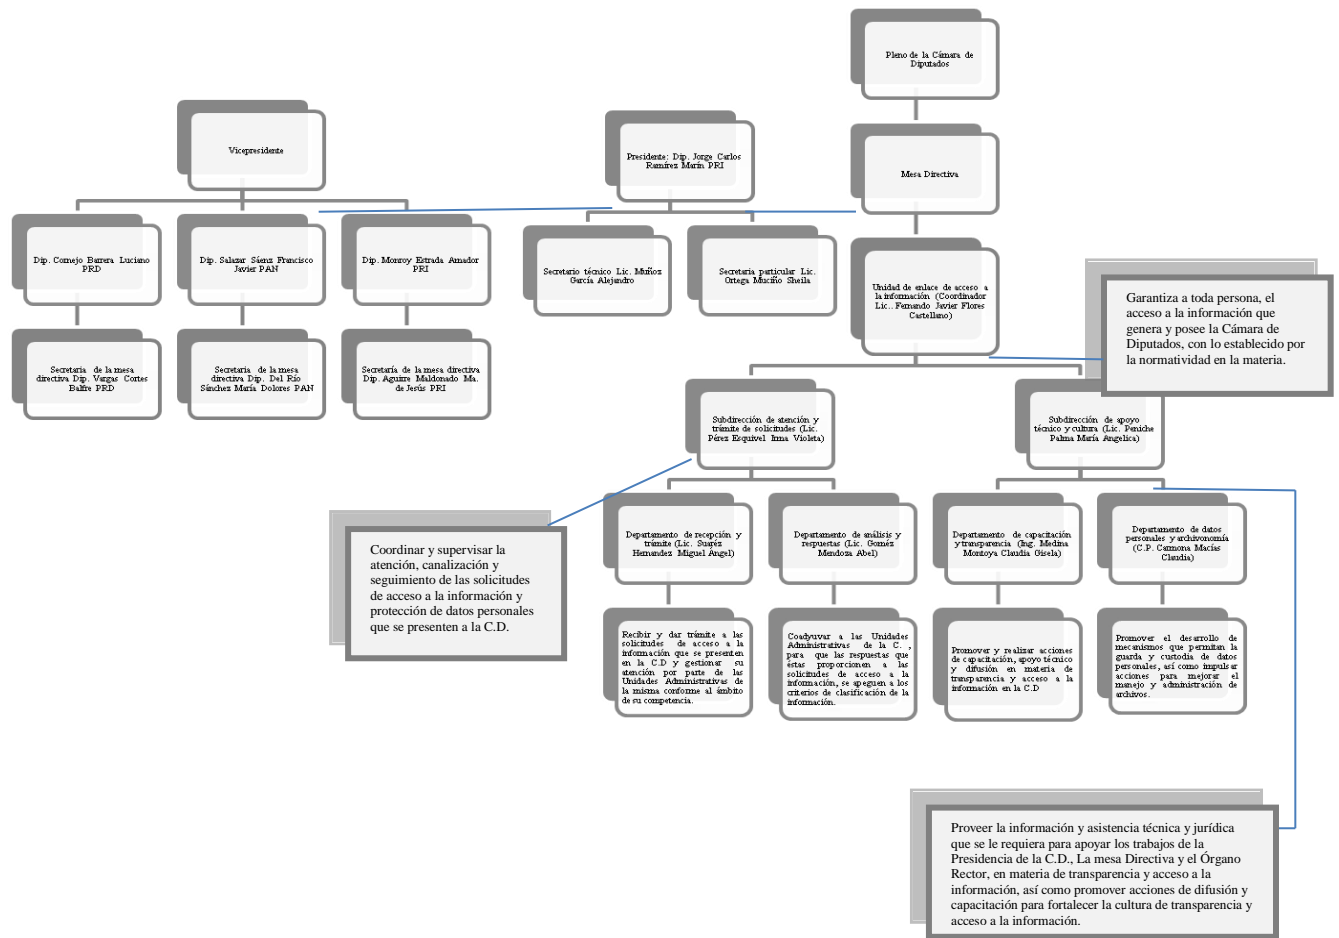 Pleno de la Cámara de
Diputados
Vicepresidente
Presidente: Dip. Jorge Carlos
Ramírez Marín PRI
Mesa Directiva
Dip. Cornejo Barrera Luciano
PRD
Dip. Salazar Sáenz Francisco
Javier PAN
Dip. Monroy Estrada Amador
PRI
Secretario técnico Lic. Muñoz
García Alejandro
Secretaria particular Lic.
Ortega Muciño Sheila
Unidad de enlace de acceso a
la información (Coordinador
Lic.. Fernando Javier Flores
Castellano)
Garantiza a toda persona, el
acceso a la información que
genera y posee la Cámara de
Diputados, con lo establecido por
la normatividad en la materia.
Secretaria de la mesa
directiva Dip. Vargas Cortes
Balfre PRD
Secretaria de la mesa
directiva Dip. Del Río
Sánchez María Dolores PAN
Secretaría de la mesa directiva
Dip. Aguirre Maldonado Ma.
de Jesús PRI
Subdirección de atención y
trámite de solicitudes (Lic.
Pérez Esquivel Irma Violeta)
Subdirección de apoyo
técnico y cultura (Lic. Peniche
Palma María Angelica)
Coordinar y supervisar la
atención, canalización y
seguimiento de las solicitudes
de acceso a la información y
protección de datos personales
que se presenten a la C.D.
Departamento de recepción y
trámite (Lic. Suaréz
Hernandez Miguel Ángel)
Departamento de análisis y
respuestas (Lic. Goméz
Mendoza Abel)
Departamento de capacitación
y transparencia (Ing. Medina
Montoya Claudia Gisela)
Departamento de datos
personales y archivonomía
(C.P. Carmona Macías
Claudia)
Recibir y dar trámite a las
solicitudes de acceso a la
información que se presenten
en la C.D y gestionar su
atención por parte de las
Unidades Administrativas de
la misma conforme al ámbito
de su competencia.
Coadyuvar a las Unidades
Administrativas de la C. ,
para que las respuestas que
éstas proporcionen a las
solicitudes de acceso a la
información, se apeguen a los
criterios de clasificación de la
información.
Promover y realizar acciones
de capacitación, apoyo técnico
y difusión en materia de
transparencia y acceso a la
información en la C.D
Promover el desarrollo de
mecanismos que permitan la
guarda y custodia de datos
personales, así como impulsar
acciones para mejorar el
manejo y administración de
archivos.
Proveer la información y asistencia técnica y jurídica
que se le requiera para apoyar los trabajos de la
Presidencia de la C.D., La mesa Directiva y el Órgano
Rector, en materia de transparencia y acceso a la
información, así como promover acciones de difusión y
capacitación para fortalecer la cultura de transparencia y
acceso a la información.